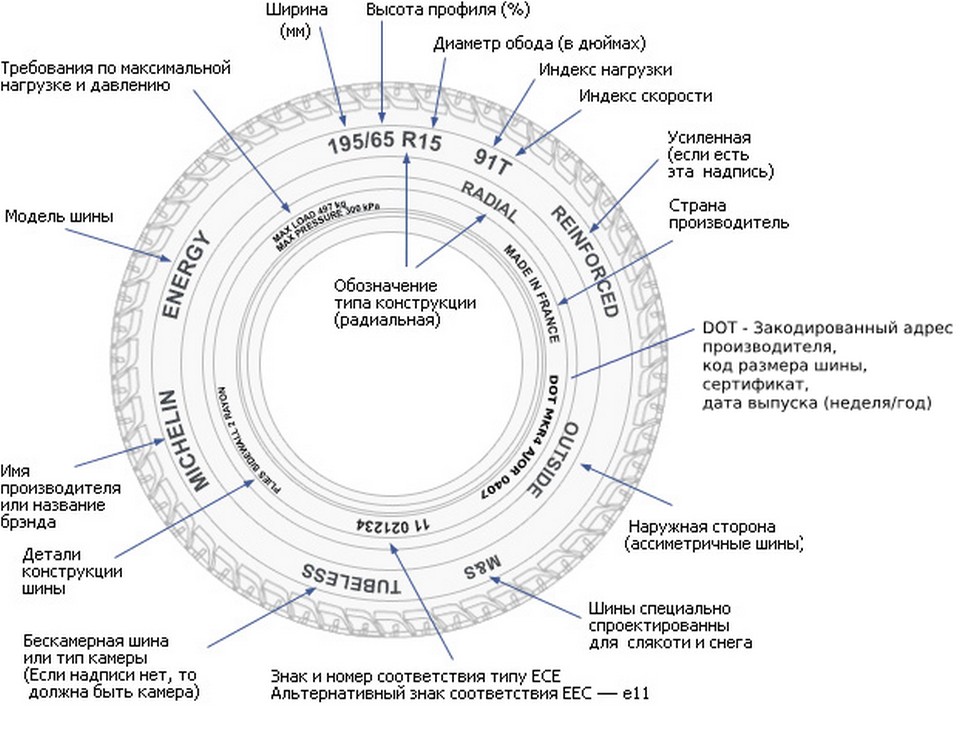 Ширина
(мм)
Высота профиля (%)
Диаметр обода (в дюймах)
Индекс нагрузки
Индекс скорости
Требования по максимальной
нагрузке и давлению
Усиленная
(если есть
эта надпись)
Страна
производитель
Модель шины
195/65 R15
91T
RADIAL
REINFORCED
MAX LOAD 497 kg
MAX PRESSURE 300 kPa
ENERGY
MADE IN FRANCE
Обозначение
типа конструкции
(радиальная)
DOT - Закодированный адрес
производителя,
код размера шины,
сертификат,
дата выпуска (неделя/год)
DOT MKR4 AJOR 0407
OUTSIDE
MICHELIN
PLIES SIDEWALL 2 RAYON
11 021234
TUBELESS
M&S
Имя
производителя
или название
брэнда
Наружная сторона
(ассиметричные шины)
Детали
конструкции
шины
Шины специально
спроектированны
для слякоти и снега
Бескамерная шина
или тип камеры
(Если надписи нет, то
должна быть камера)
Знак и номер соответствия типу ECE
Альтернативный знак соответствия EEC — e11